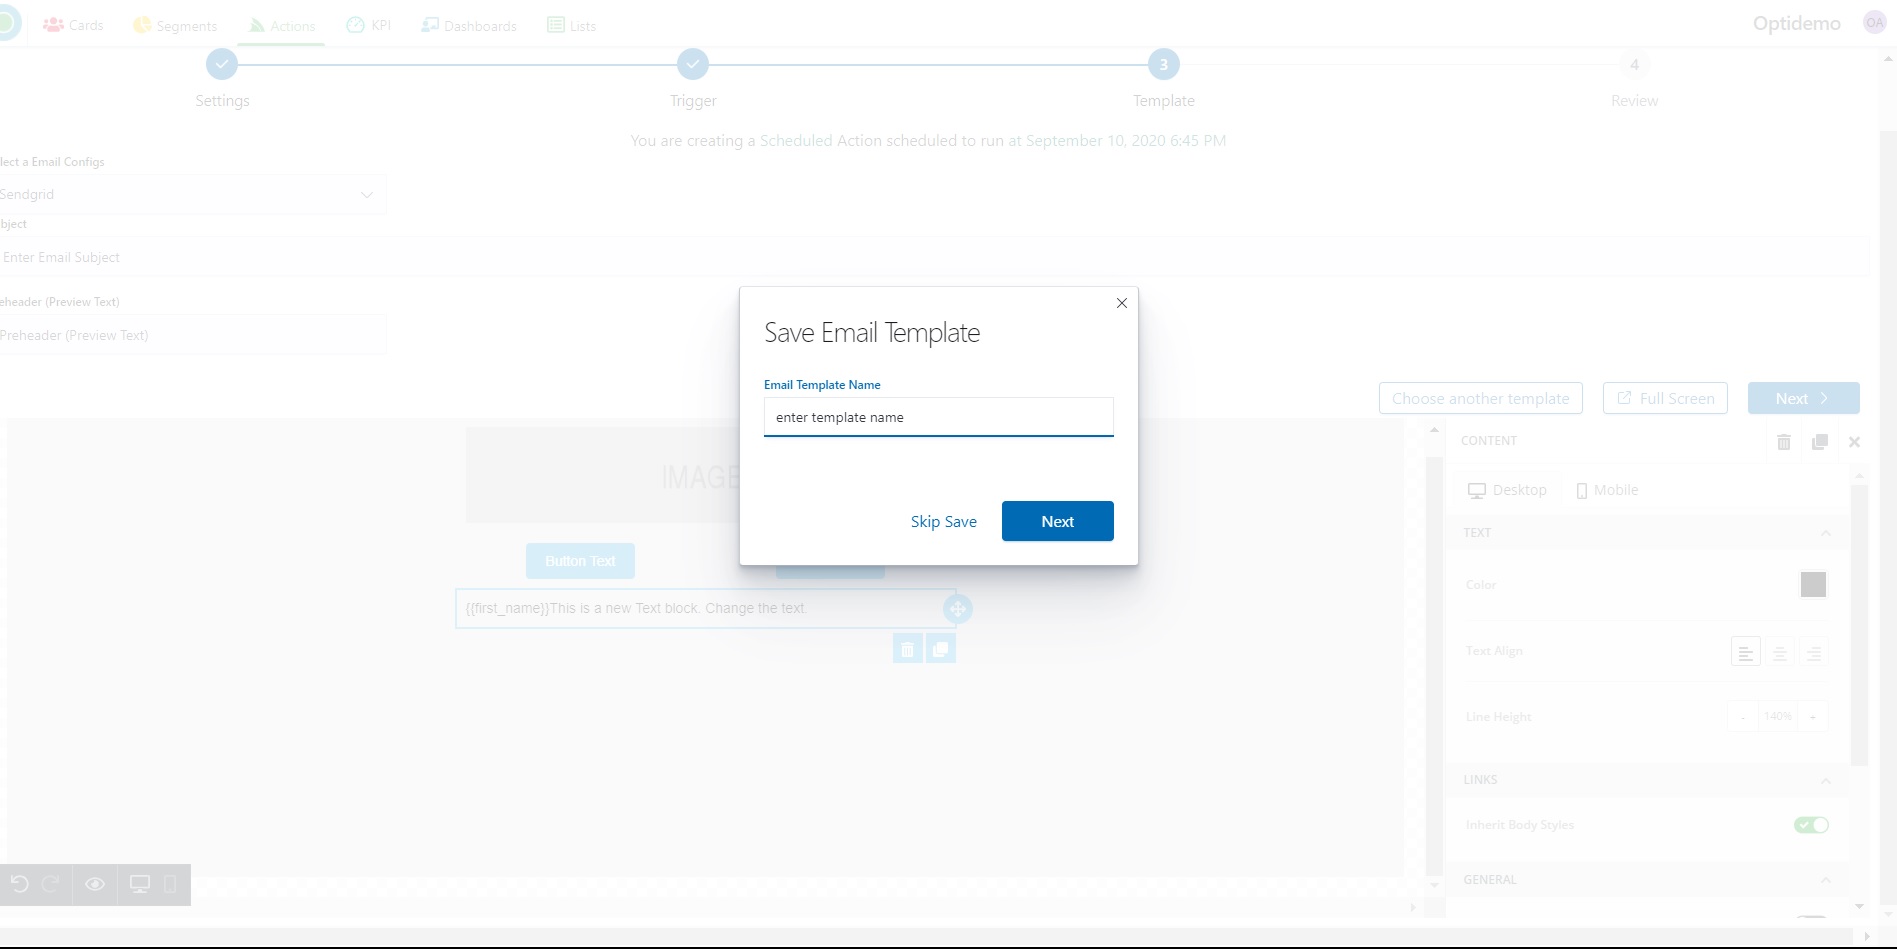 Cards
Segments
Actions
KPI
Dashboards
Lists
Optidemo
OA
3
4
Settings
Trigger
Template
Review
You are creating a Scheduled Action scheduled to run at September 10, 2020 6:45 PM
lect a Email Configs
Sendgrid
bject
Enter Email Subject
eheader (Preview Text)
Preheader (Preview Text)
Save Email Template
Email Template Name
enter template name
Skip Save
Next
Choose another template
Full Screen
Next
IMAGE
Button Text
{{first_name}}This is a new Text block. Change the text.
CONTENT
Desktop
Mobile
TEXT
Color
Text Align
Line Height
- 140% +
LINKS
Inherit Body Styles
GENERAL